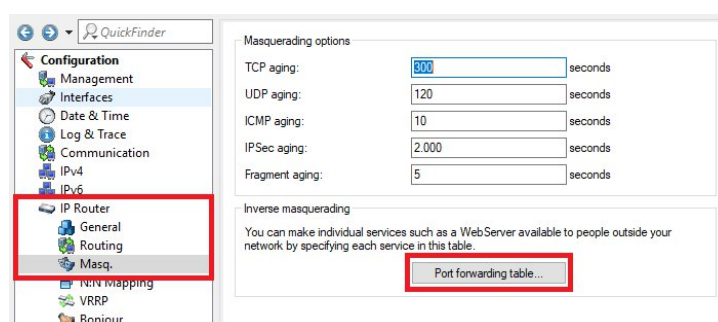 QuickFinder
Configuration
Management
Interfaces
Date & Time
Log & Trace
Communication
IPv4
IPv6
IP Router
General
Routing
Masq.
N:N Mapping
VRRP
Bonjour
Masquerading options
TCP aging: 300 seconds
UDP aging: 120 seconds
ICMP aging: 10 seconds
IPSec aging: 2.000 seconds
Fragment aging: 5 seconds
Inverse masquerading
You can make individual services such as a WebServer available to people outside your
network by specifying each service in this table.
Port forwarding table...